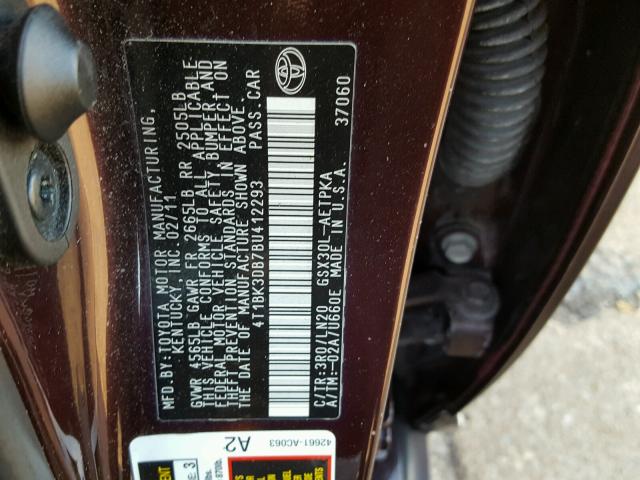 MFD.BY:TOYOTA MOTOR MANUFACTURING,
KENTUCKY, INC. 02/11
GVWR 4565LB GAWR FR 2665LB RR 2505LB
THIS VEHICLE CONFORMS TO ALL APPLICABLE
FEDERAL MOTOR VEHICLE SAFETY, BUMPER AND
THEFT PREVENTION STANDARDS IN EFFECT ON
THE DATE OF MANUFACTURE SHOWN ABOVE.
4T1BK3DB7BU412293 PASS.CAR
37060
C/TR:3R0/LN20 GSX30L-AETPKA
A/TM:-02A/U660E MADE IN U.S.A.
42661-AC063
A2